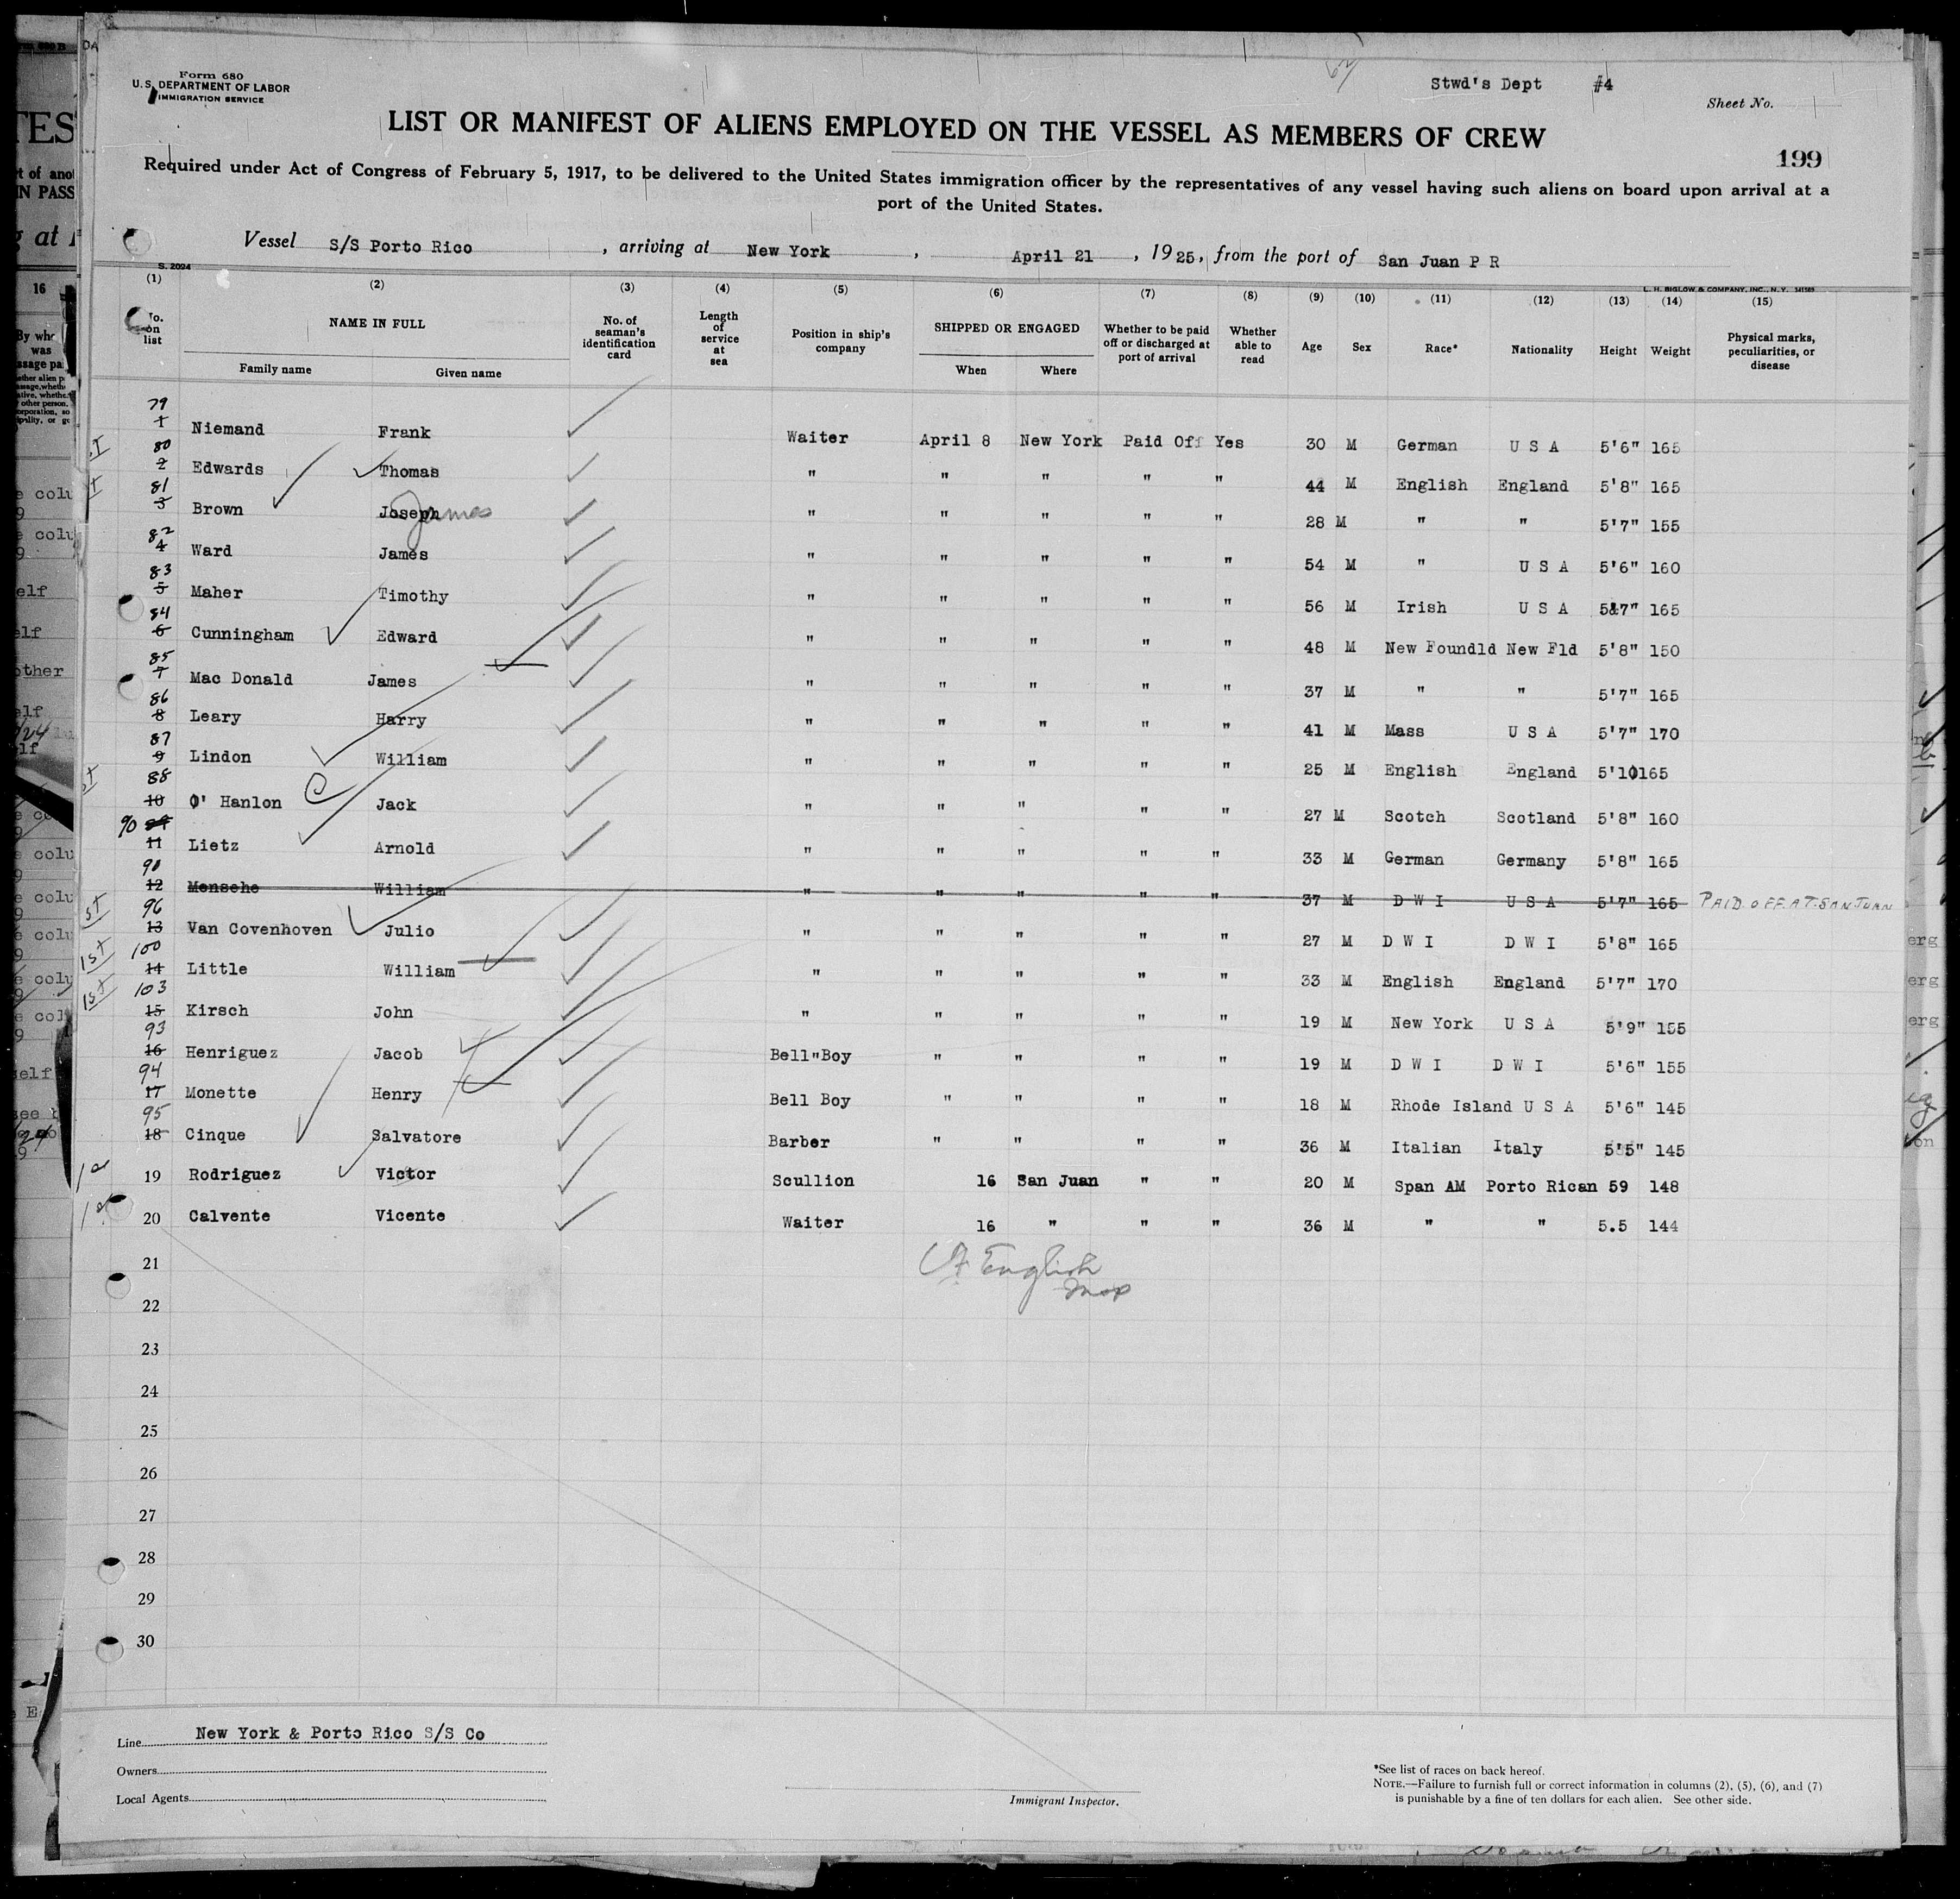 Form 680
U. S. DEPARTMENT OF LABOR
IMMIGRATION SERVICE
Stwd's Dept #4
Sheet No.
LIST OR MANIFEST OF ALIENS EMPLOYED ON THE VESSEL AS MEMBERS OF CREW
199
Required under Act of Congress of February 5, 1917, to be delivered to the United States immigration officer by the representatives of any vessel having such aliens on board upon arrival at a
port of the United States.
Vessel S/S Porto Rico, arriving at New York, April 21, 1925, from the port of San Juan P R
S. 2024
L. H. BIGLOW & COMPANY, INC., N. Y.
(1) (2) (3) (4) (5) (6) (7) (8) (9) (10) (11) (12) (13) (14) (15)
No. on list NAME IN FULL Family name Given name No. of seaman's identification card Length of service at sea Position in ship's company SHIPPED OR ENGAGED When Where Whether to be paid off or discharged at port of arrival Whether able to read Age Sex Race* Nationality Height Weight Physical marks, peculiarities, or disease
79
1 Niemand Frank Waiter April 8 New York Paid Off Yes 30 M German U S A 5'6" 165
80
2 Edwards Thomas " " " " " 44 M English England 5'8" 165
81
3 Brown Joseph James " " " " " 28 M " " 5'7" 155
82
4 Ward James " " " " " 54 M " U S A 5'6" 160
83
5 Maher Timothy " " " " " 56 M Irish U S A 5'7" 165
84
6 Cunningham Edward " " " " " 48 M New Foundld New Fld 5'8" 150
85
7 Mac Donald James " " " " " 37 M " " 5'7" 165
86
8 Leary Harry " " " " " 41 M Mass U S A 5'7" 170
87
9 Lindon William " " " " " 25 M English England 5'10 165
88
10 O' Hanlon Jack " " " " " 27 M Scotch Scotland 5'8" 160
90 89
11 Lietz Arnold " " " " " 33 M German Germany 5'8" 165
90
12 Mensche William " " " " " 37 M D W I U S A 5'7" 165 PAID OFF AT SAN JUAN
96
13 Van Covenhoven Julio " " " " " 27 M D W I D W I 5'8" 165
1st 100
14 Little William " " " " " 33 M English England 5'7" 170
1st 103
15 Kirsch John " " " " " 19 M New York U S A 5'9" 155
93
16 Henriguez Jacob Bell"Boy " " " " 19 M D W I D W I 5'6" 155
94
17 Monette Henry Bell Boy " " " " 18 M Rhode Island U S A 5'6" 145
95
18 Cinque Salvatore Barber " " " " 36 M Italian Italy 5'5" 145
19 Rodriguez Victor Scullion 16 San Juan " " 20 M Span AM Porto Rican 59 148
20 Calvente Vicente Waiter 16 " " " 36 M " " 5.5 144
21
22
23
24
25
26
27
28
29
30
English
Line New York & Porto Rico S/S Co
Owners
Local Agents
Immigrant Inspector.
*See list of races on back hereof.
NOTE.—Failure to furnish full or correct information in columns (2), (5), (6), and (7)
is punishable by a fine of ten dollars for each alien. See other side.